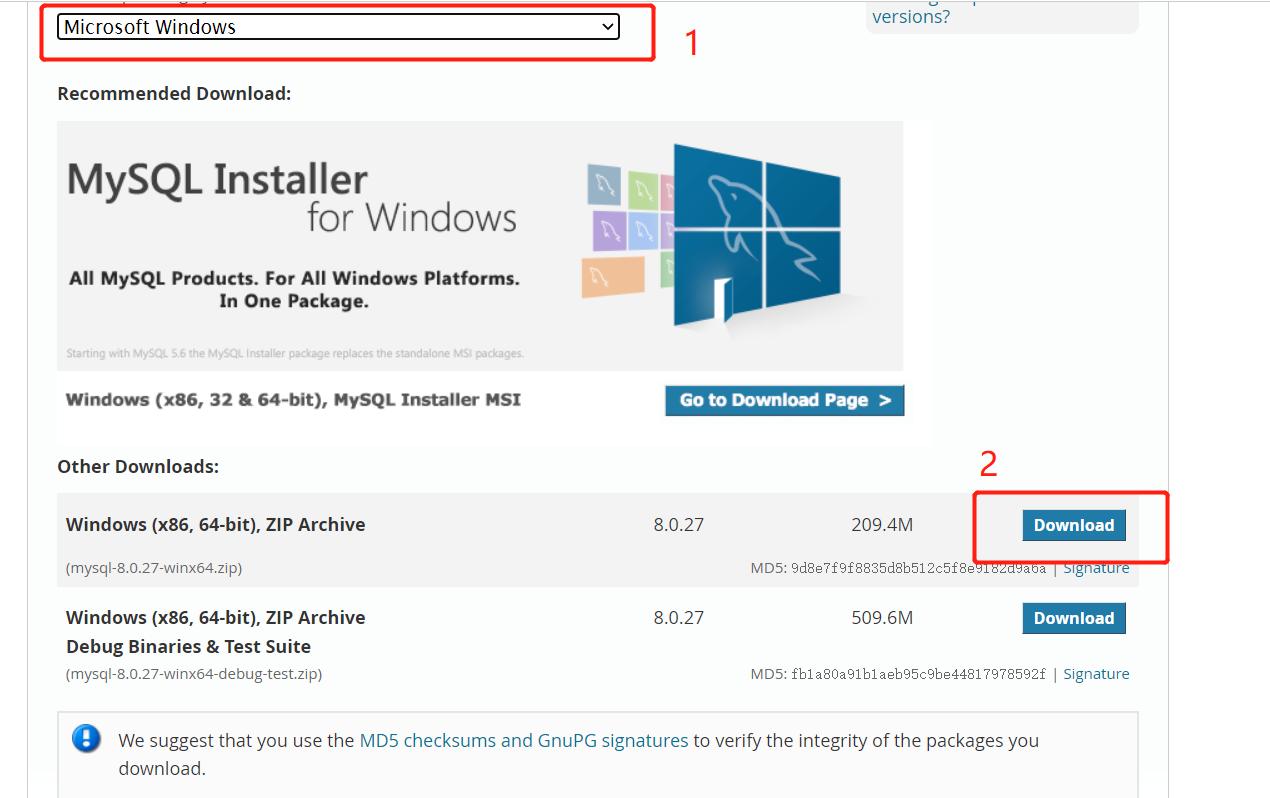 versions?
Microsoft Windows
1
Recommended Download:
MySQL Installer
for Windows
All MySQL Products. For All Windows Platforms.
In One Package.
Starting with MySQL 5.6 the MySQL Installer package replaces the standalone MSI packages.
Windows (x86, 32 & 64-bit), MySQL Installer MSI
Go to Download Page >
Other Downloads:
2
Windows (x86, 64-bit), ZIP Archive 8.0.27 209.4M Download
(mysql-8.0.27-winx64.zip) MD5: 9d8e7f9f8835d8b512c5f8e9182d9a6a | Signature
Windows (x86, 64-bit), ZIP Archive 8.0.27 509.6M Download
Debug Binaries & Test Suite
(mysql-8.0.27-winx64-debug-test.zip) MD5: fb1a80a91b1aeb95c9be44817978592f | Signature
We suggest that you use the MD5 checksums and GnuPG signatures to verify the integrity of the packages you
download.